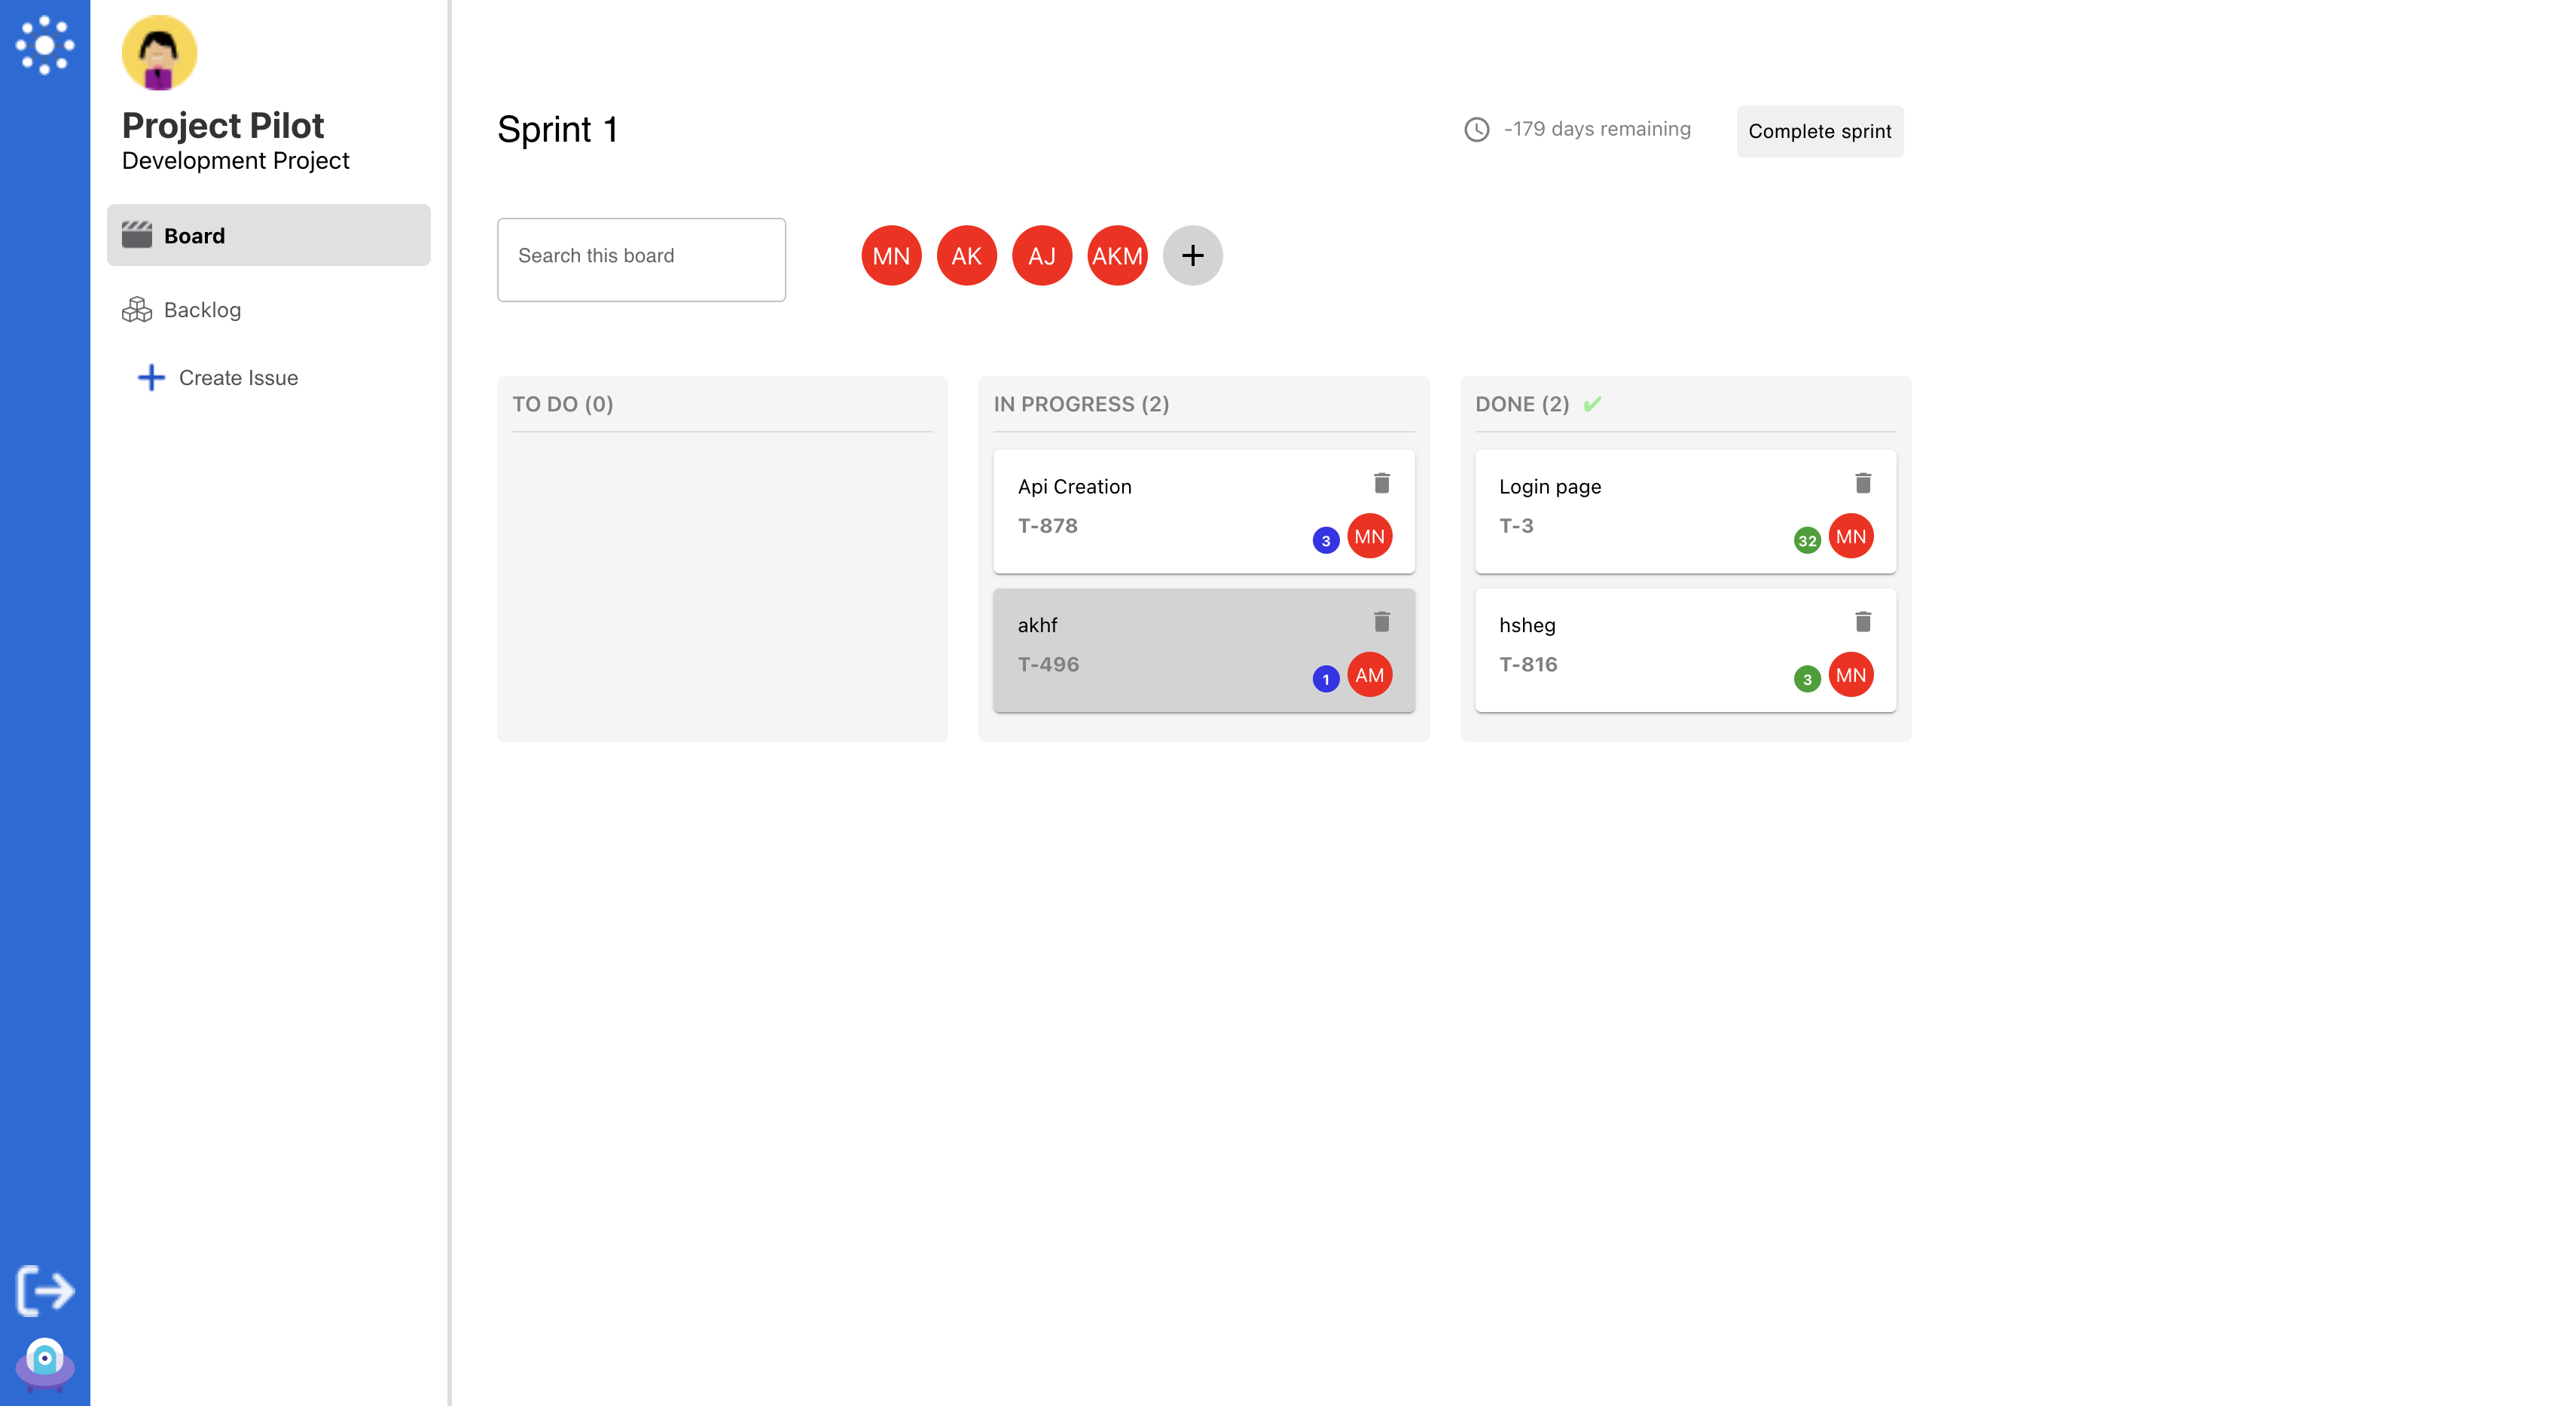 Project Pilot
Development Project
Board
Backlog
Create Issue
Sprint 1
-179 days remaining
Complete sprint
Search this board
MN AK AJ AKM +
TO DO (0)
IN PROGRESS (2)
Api Creation
T-878
3 MN
akhf
T-496
1 AM
DONE (2)
Login page
T-3
32 MN
hsheg
T-816
3 MN